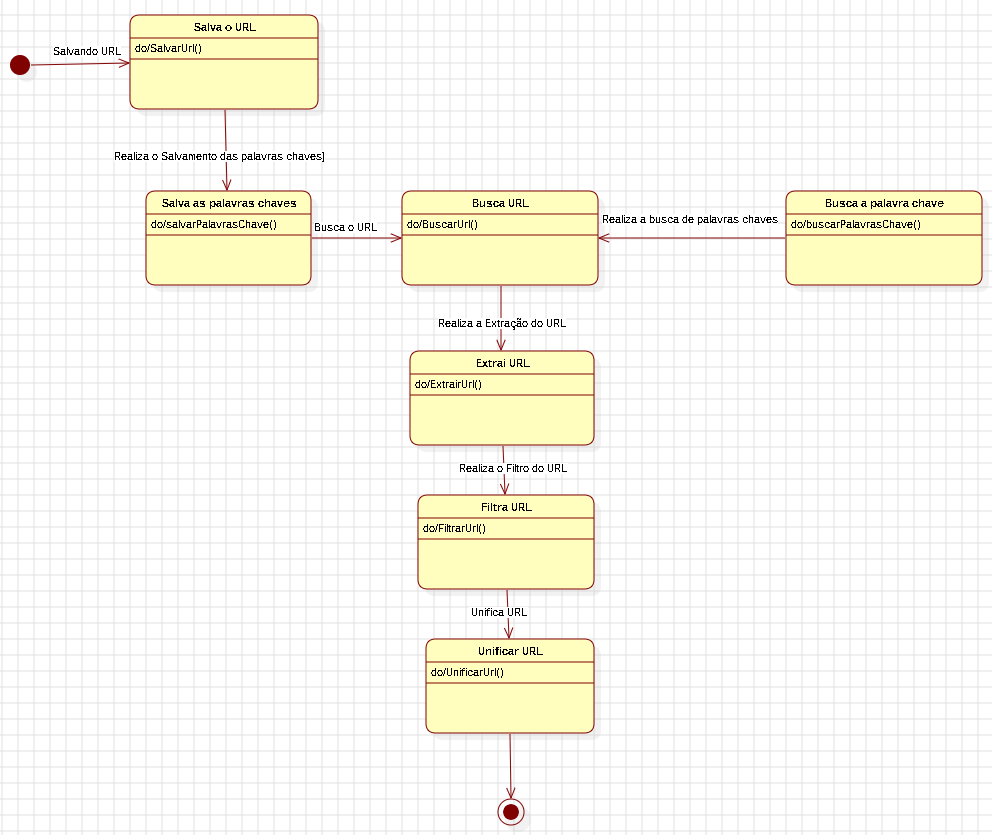 Salva o URL
do/SalvarUrl()
Salvando URL
Realiza o Salvamento das palavras chaves]
Salva as palavras chaves
do/salvarPalavrasChave()
Busca o URL
Busca URL
do/BuscarUrl()
Realiza a busca de palavras chaves
Busca a palavra chave
do/buscarPalavrasChave()
Realiza a Extração do URL
Extrai URL
do/ExtrairUrl()
Realiza o Filtro do URL
Filtra URL
do/FiltrarUrl()
Unifica URL
Unificar URL
do/UnificarUrl()